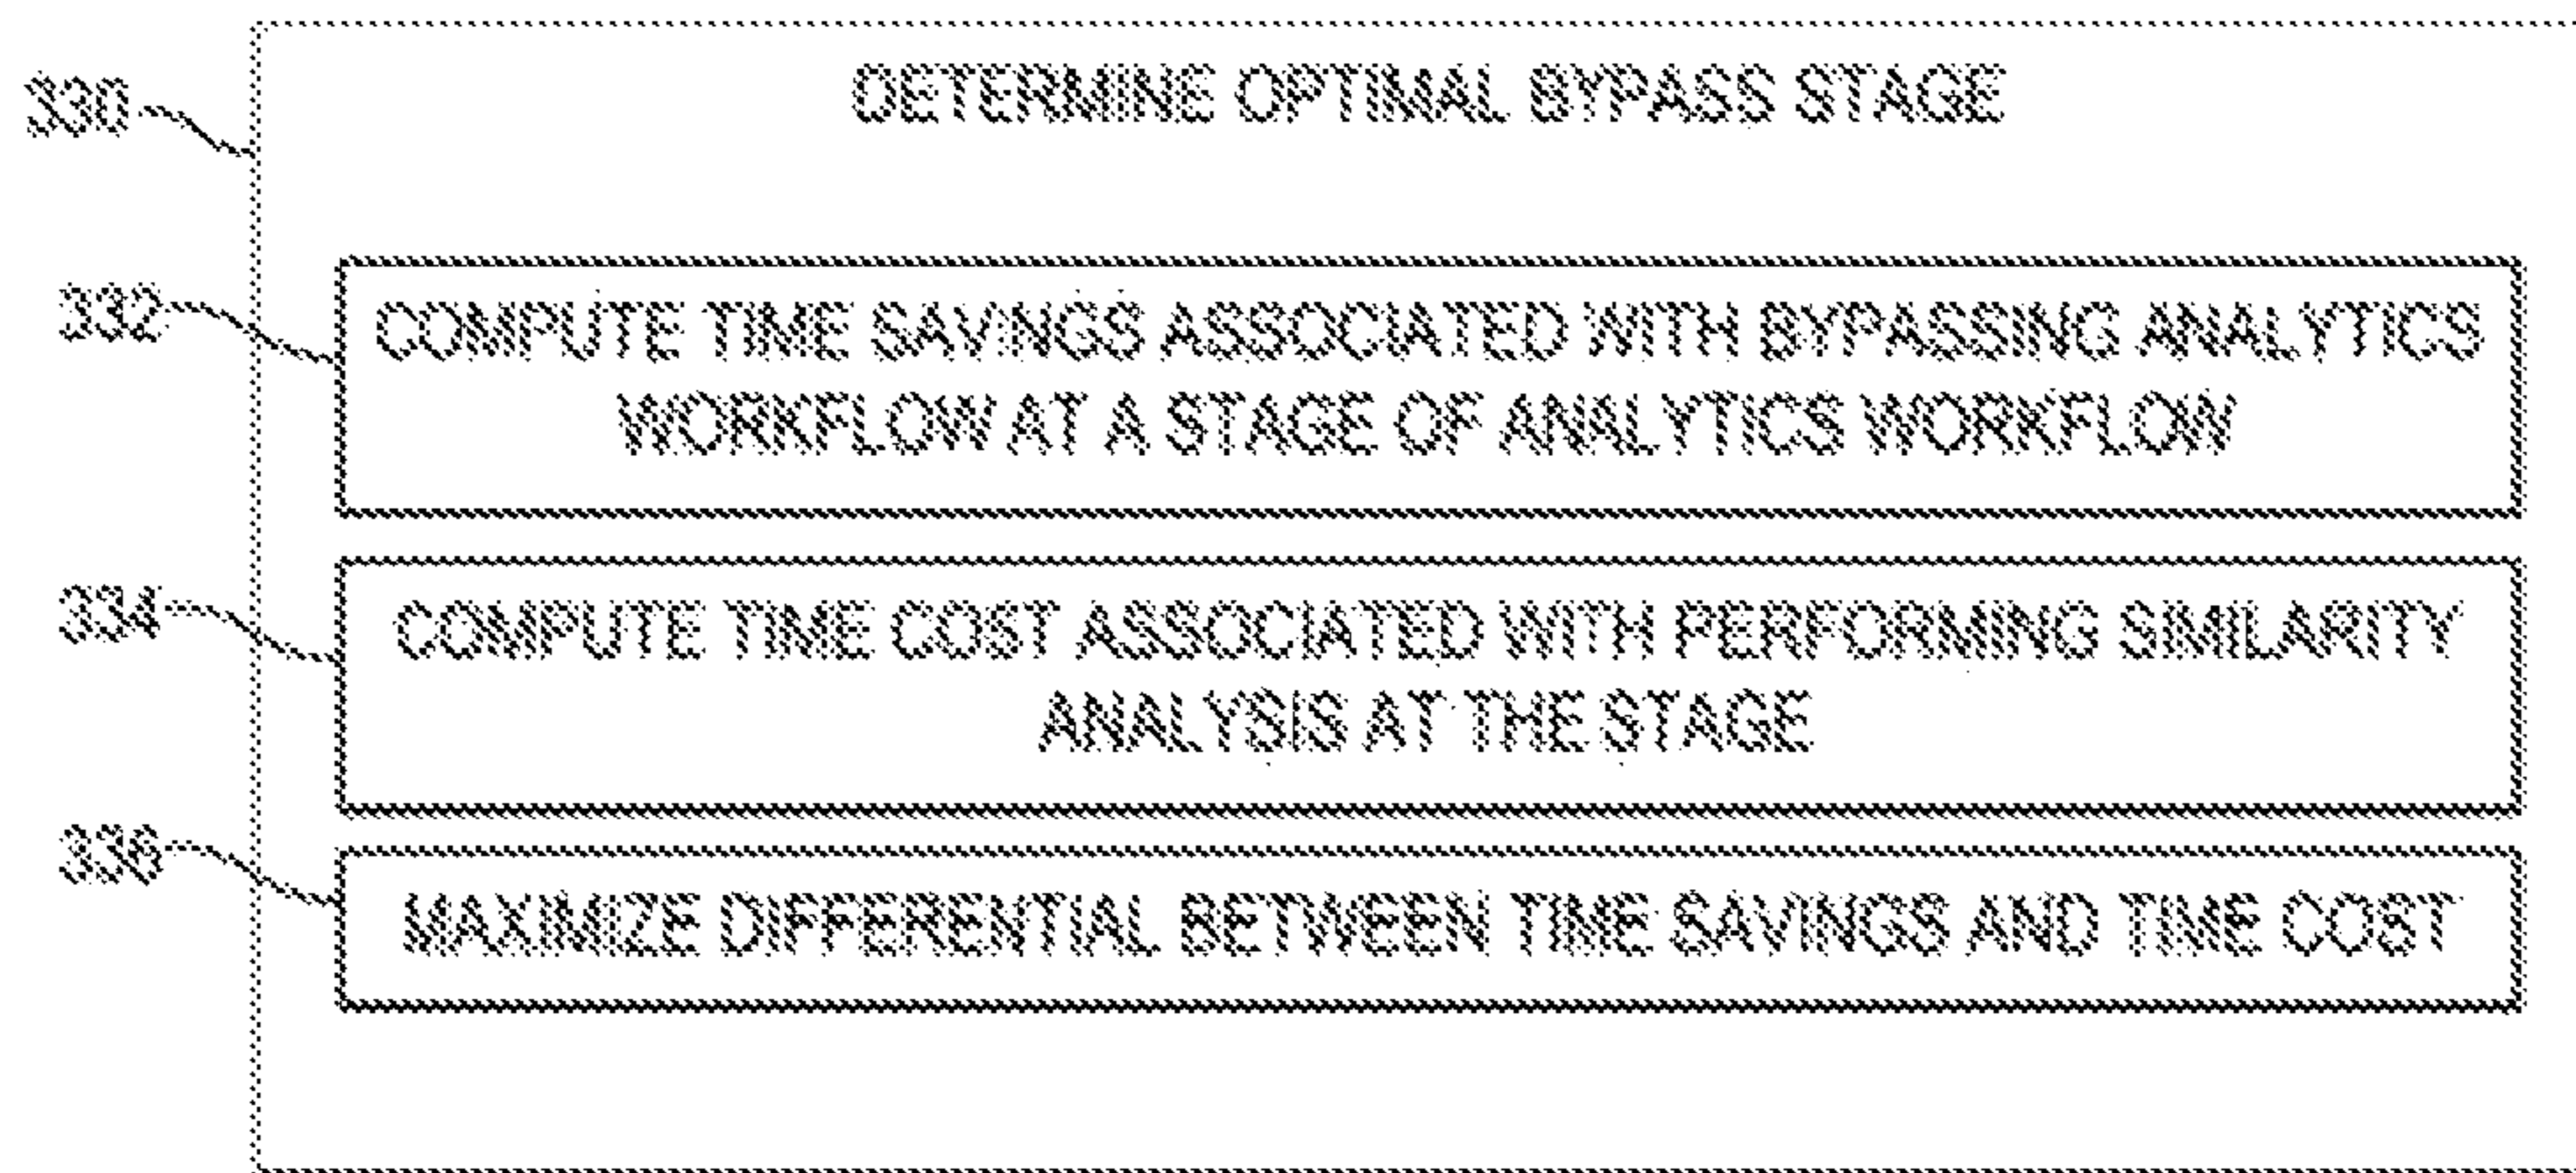 330
DETERMINE OPTIMAL BYPASS STAGE
332
COMPUTE TIME SAVINGS ASSOCIATED WITH BYPASSING ANALYTICS
WORKFLOW AT A STAGE OF ANALYTICS WORKFLOW
334
COMPUTE TIME COST ASSOCIATED WITH PERFORMING SIMILARITY
ANALYSIS AT THE STAGE
336
MAXIMIZE DIFFERENTIAL BETWEEN TIME SAVINGS AND TIME COST